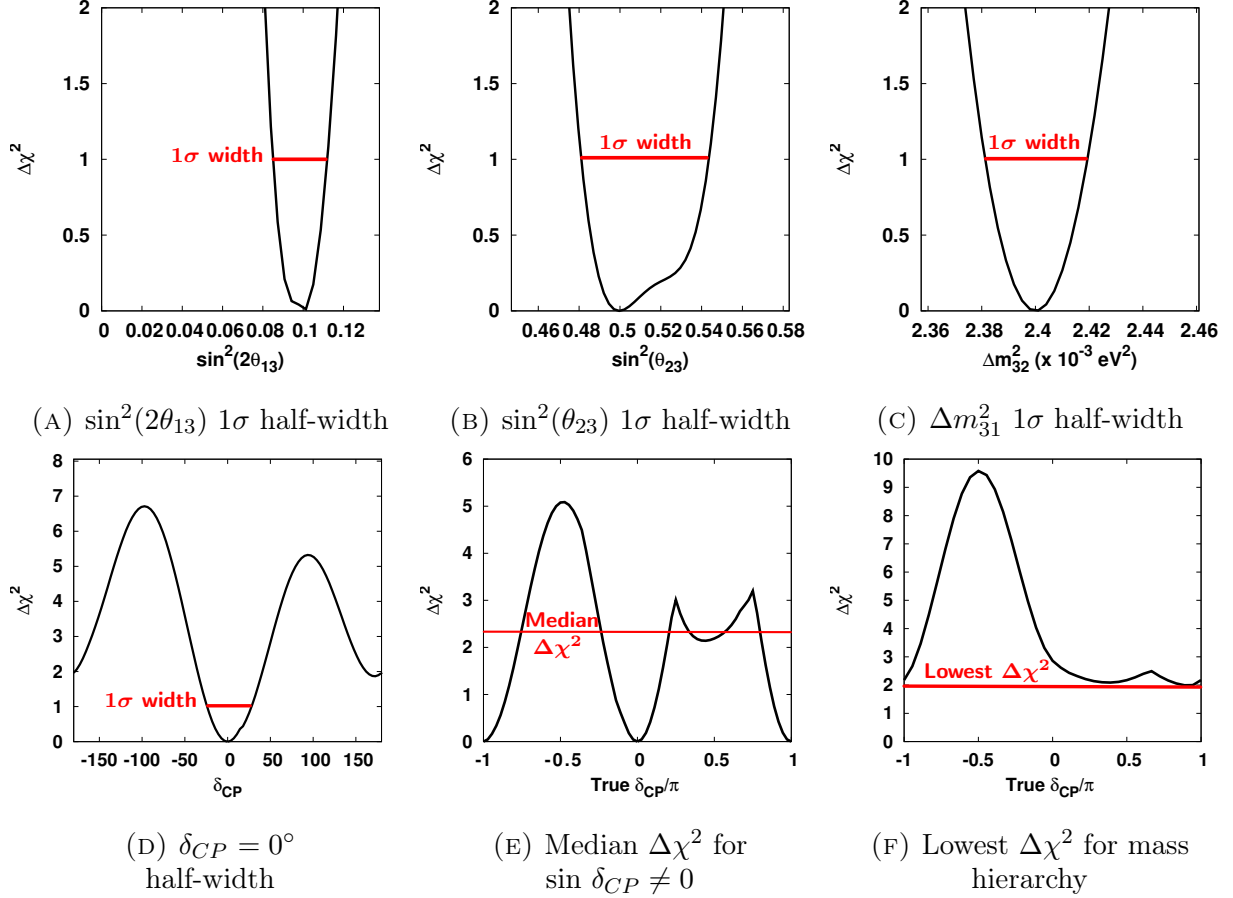 2
1.5
1
0.5
0
Δχ²
1σ width
0 0.02 0.04 0.06 0.08 0.1 0.12
sin²(2θ₁₃)
(A) sin²(2θ₁₃) 1σ half-width
2
1.5
1
0.5
0
Δχ²
1σ width
0.46 0.48 0.5 0.52 0.54 0.56 0.58
sin²(θ₂₃)
(B) sin²(θ₂₃) 1σ half-width
2
1.5
1
0.5
0
Δχ²
1σ width
2.36 2.38 2.4 2.42 2.44 2.46
Δm²₃₂ (x 10⁻³ eV²)
(C) Δm²₃₁ 1σ half-width
8
7
6
5
4
3
2
1
0
Δχ²
1σ width
-150 -100 -50 0 50 100 150
δCP
(D) δCP = 0°
half-width
6
5
4
3
2
1
0
Δχ²
Median
Δχ²
-1 -0.5 0 0.5 1
True δCP/π
(E) Median Δχ² for
sin δCP ≠ 0
10
9
8
7
6
5
4
3
2
1
0
Δχ²
Lowest Δχ²
-1 -0.5 0 0.5 1
True δCP/π
(F) Lowest Δχ² for mass
hierarchy